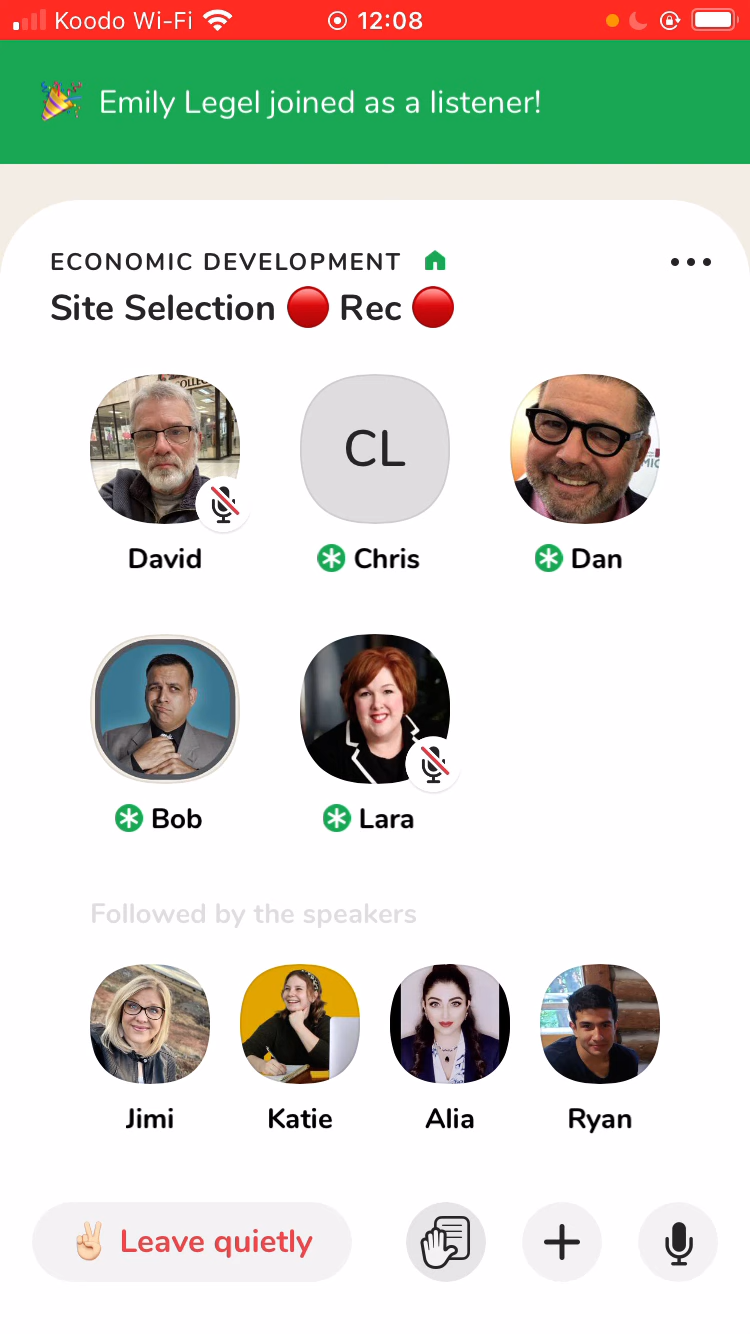 Koodo Wi-Fi 12:08
Emily Legel joined as a listener!
ECONOMIC DEVELOPMENT
Site Selection 🔴 Rec 🔴
CL
David Chris Dan
Bob Lara
Followed by the speakers
Jimi Katie Alia Ryan
Leave quietly